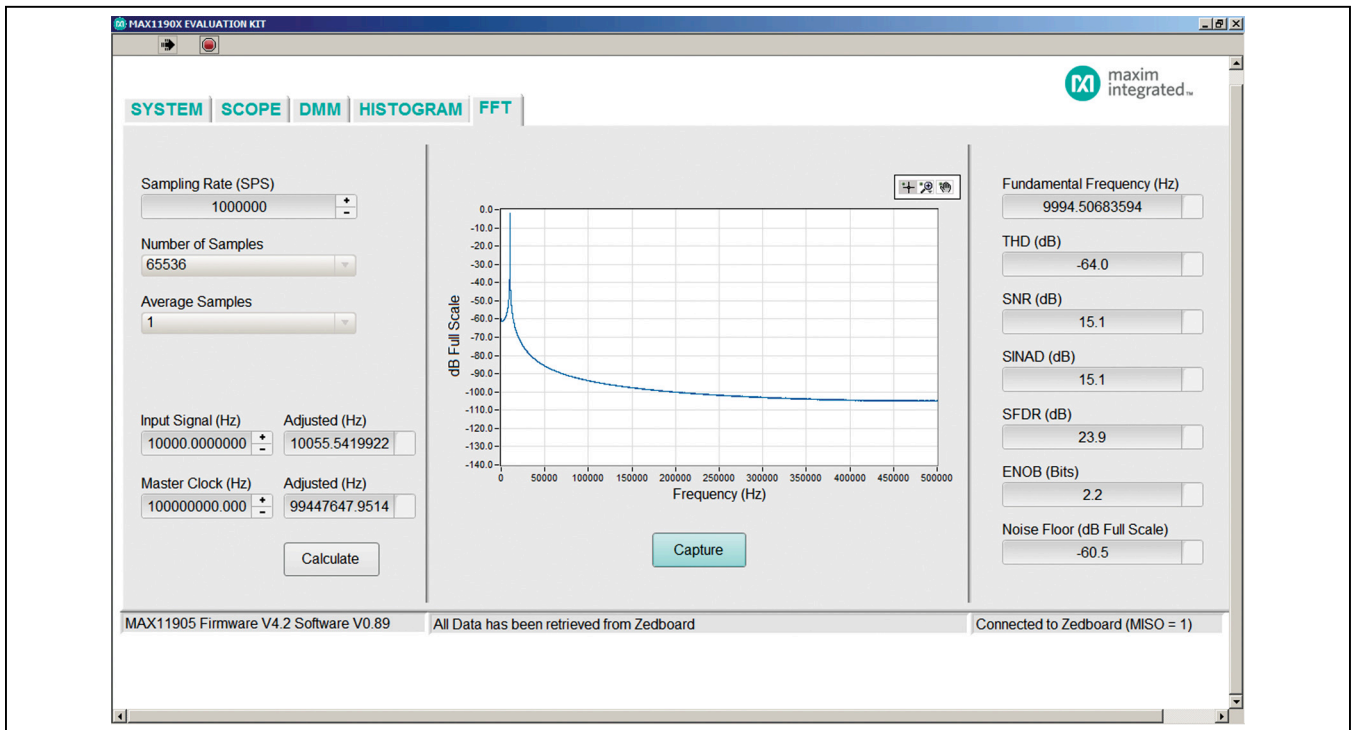 MAX1190X EVALUATION KIT
maxim
integrated™
SYSTEM SCOPE DMM HISTOGRAM FFT
Sampling Rate (SPS)
1000000
Number of Samples
65536
Average Samples
1
Input Signal (Hz) Adjusted (Hz)
10000.0000000 10055.5419922
Master Clock (Hz) Adjusted (Hz)
100000000.000 99447647.9514
Calculate
dB Full Scale
0.0
-10.0
-20.0
-30.0
-40.0
-50.0
-60.0
-70.0
-80.0
-90.0
-100.0
-110.0
-120.0
-130.0
-140.0
0 50000 100000 150000 200000 250000 300000 350000 400000 450000 500000
Frequency (Hz)
Capture
Fundamental Frequency (Hz)
9994.50683594
THD (dB)
-64.0
SNR (dB)
15.1
SINAD (dB)
15.1
SFDR (dB)
23.9
ENOB (Bits)
2.2
Noise Floor (dB Full Scale)
-60.5
MAX11905 Firmware V4.2 Software V0.89
All Data has been retrieved from Zedboard
Connected to Zedboard (MISO = 1)